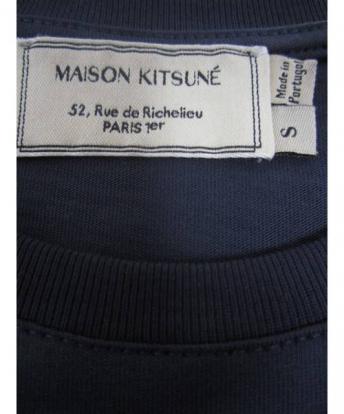 MAISON KITSUNÉ
52, Rue de Richelieu
PARIS 1er
Made in
Portugal
S